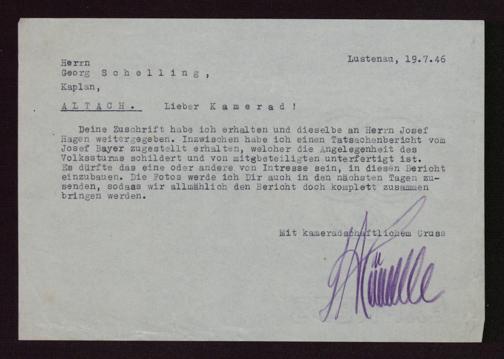 Lustenau, 19.7.46
Herrn
Georg Schelling,
Kaplan,
ALTACH. Lieber Kamerad!
Deine Zuschrift habe ich erhalten und dieselbe an Herrn Josef
Hagen weitergegeben. Inzwischen habe ich einen Tatsachenbericht vom
Josef Bayer zugestellt erhalten, welcher die Angelegenheit des
Volkssturms schildert und von mitgbeteiligten unterfertigt ist.
Es dürfte das eine oder andere von Intresse sein, in diesen Bericht
einzubauen. Die Fotos werde ich Dir auch in den nächsten Tagen zu-
senden, sodass wir allmählich den Bericht doch komplett zusammen
bringen werden.
Mit kameradschaftlichem Gruss